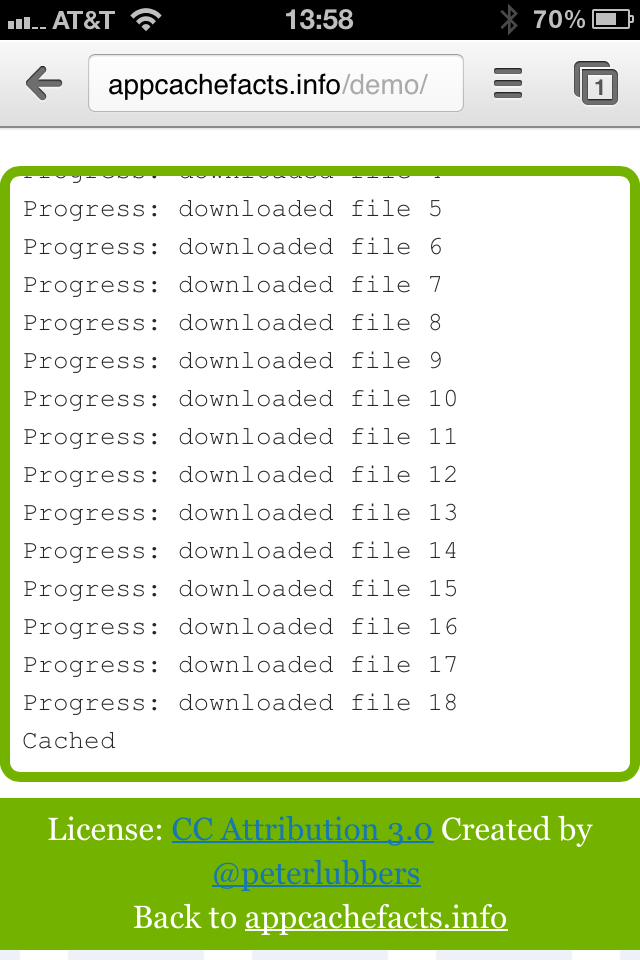 AT&T 13:58 70%
appcachefacts.info/demo/ 1
Progress: downloaded file 4
Progress: downloaded file 5
Progress: downloaded file 6
Progress: downloaded file 7
Progress: downloaded file 8
Progress: downloaded file 9
Progress: downloaded file 10
Progress: downloaded file 11
Progress: downloaded file 12
Progress: downloaded file 13
Progress: downloaded file 14
Progress: downloaded file 15
Progress: downloaded file 16
Progress: downloaded file 17
Progress: downloaded file 18
Cached
License: CC Attribution 3.0 Created by
@peterlubbers
Back to appcachefacts.info